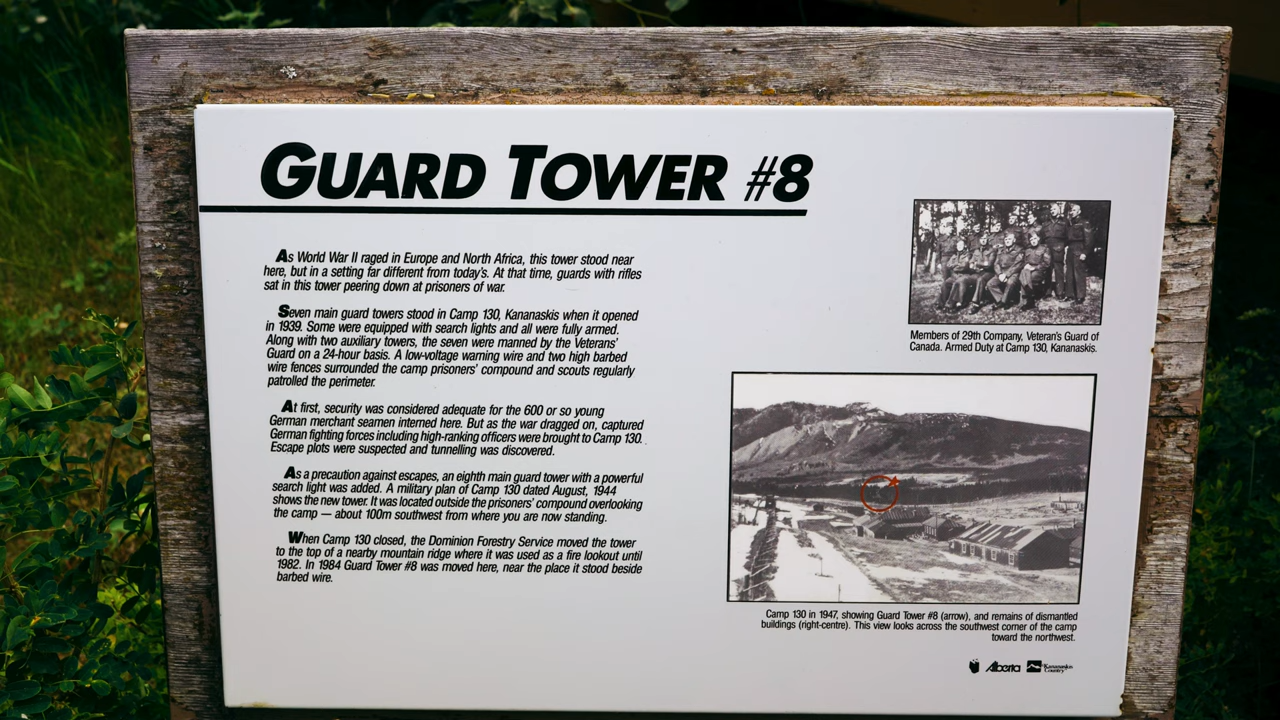 GUARD TOWER #8
As World War II raged in Europe and North Africa, this tower stood near
here, but in a setting far different from today's. At that time, guards with rifles
sat in this tower peering down at prisoners of war.
Seven main guard towers stood in Camp 130, Kananaskis when it opened
in 1939. Some were equipped with search lights and all were fully armed.
Along with two auxiliary towers, the seven were manned by the Veterans'
Guard on a 24-hour basis. A low-voltage warning wire and two high barbed
wire fences surrounded the camp prisoners' compound and scouts regularly
patrolled the perimeter.
At first, security was considered adequate for the 600 or so young
German merchant seamen interned here. But as the war dragged on, captured
German fighting forces including high-ranking officers were brought to Camp 130.
Escape plots were suspected and tunnelling was discovered.
As a precaution against escapes, an eighth main guard tower with a powerful
search light was added. A military plan of Camp 130 dated August, 1944
shows the new tower. It was located outside the prisoners' compound overlooking
the camp — about 100m southwest from where you are now standing.
When Camp 130 closed, the Dominion Forestry Service moved the tower
to the top of a nearby mountain ridge where it was used as a fire lookout until
1982. In 1984 Guard Tower #8 was moved here, near the place it stood beside
barbed wire.
Members of 29th Company, Veteran's Guard of
Canada. Armed Duty at Camp 130, Kananaskis.
Camp 130 in 1947, showing Guard Tower #8 (arrow), and remains of dismantled
buildings (right-centre). This view looks across the southwest corner of the camp
toward the northwest.
Alberta
Kananaskis
Country